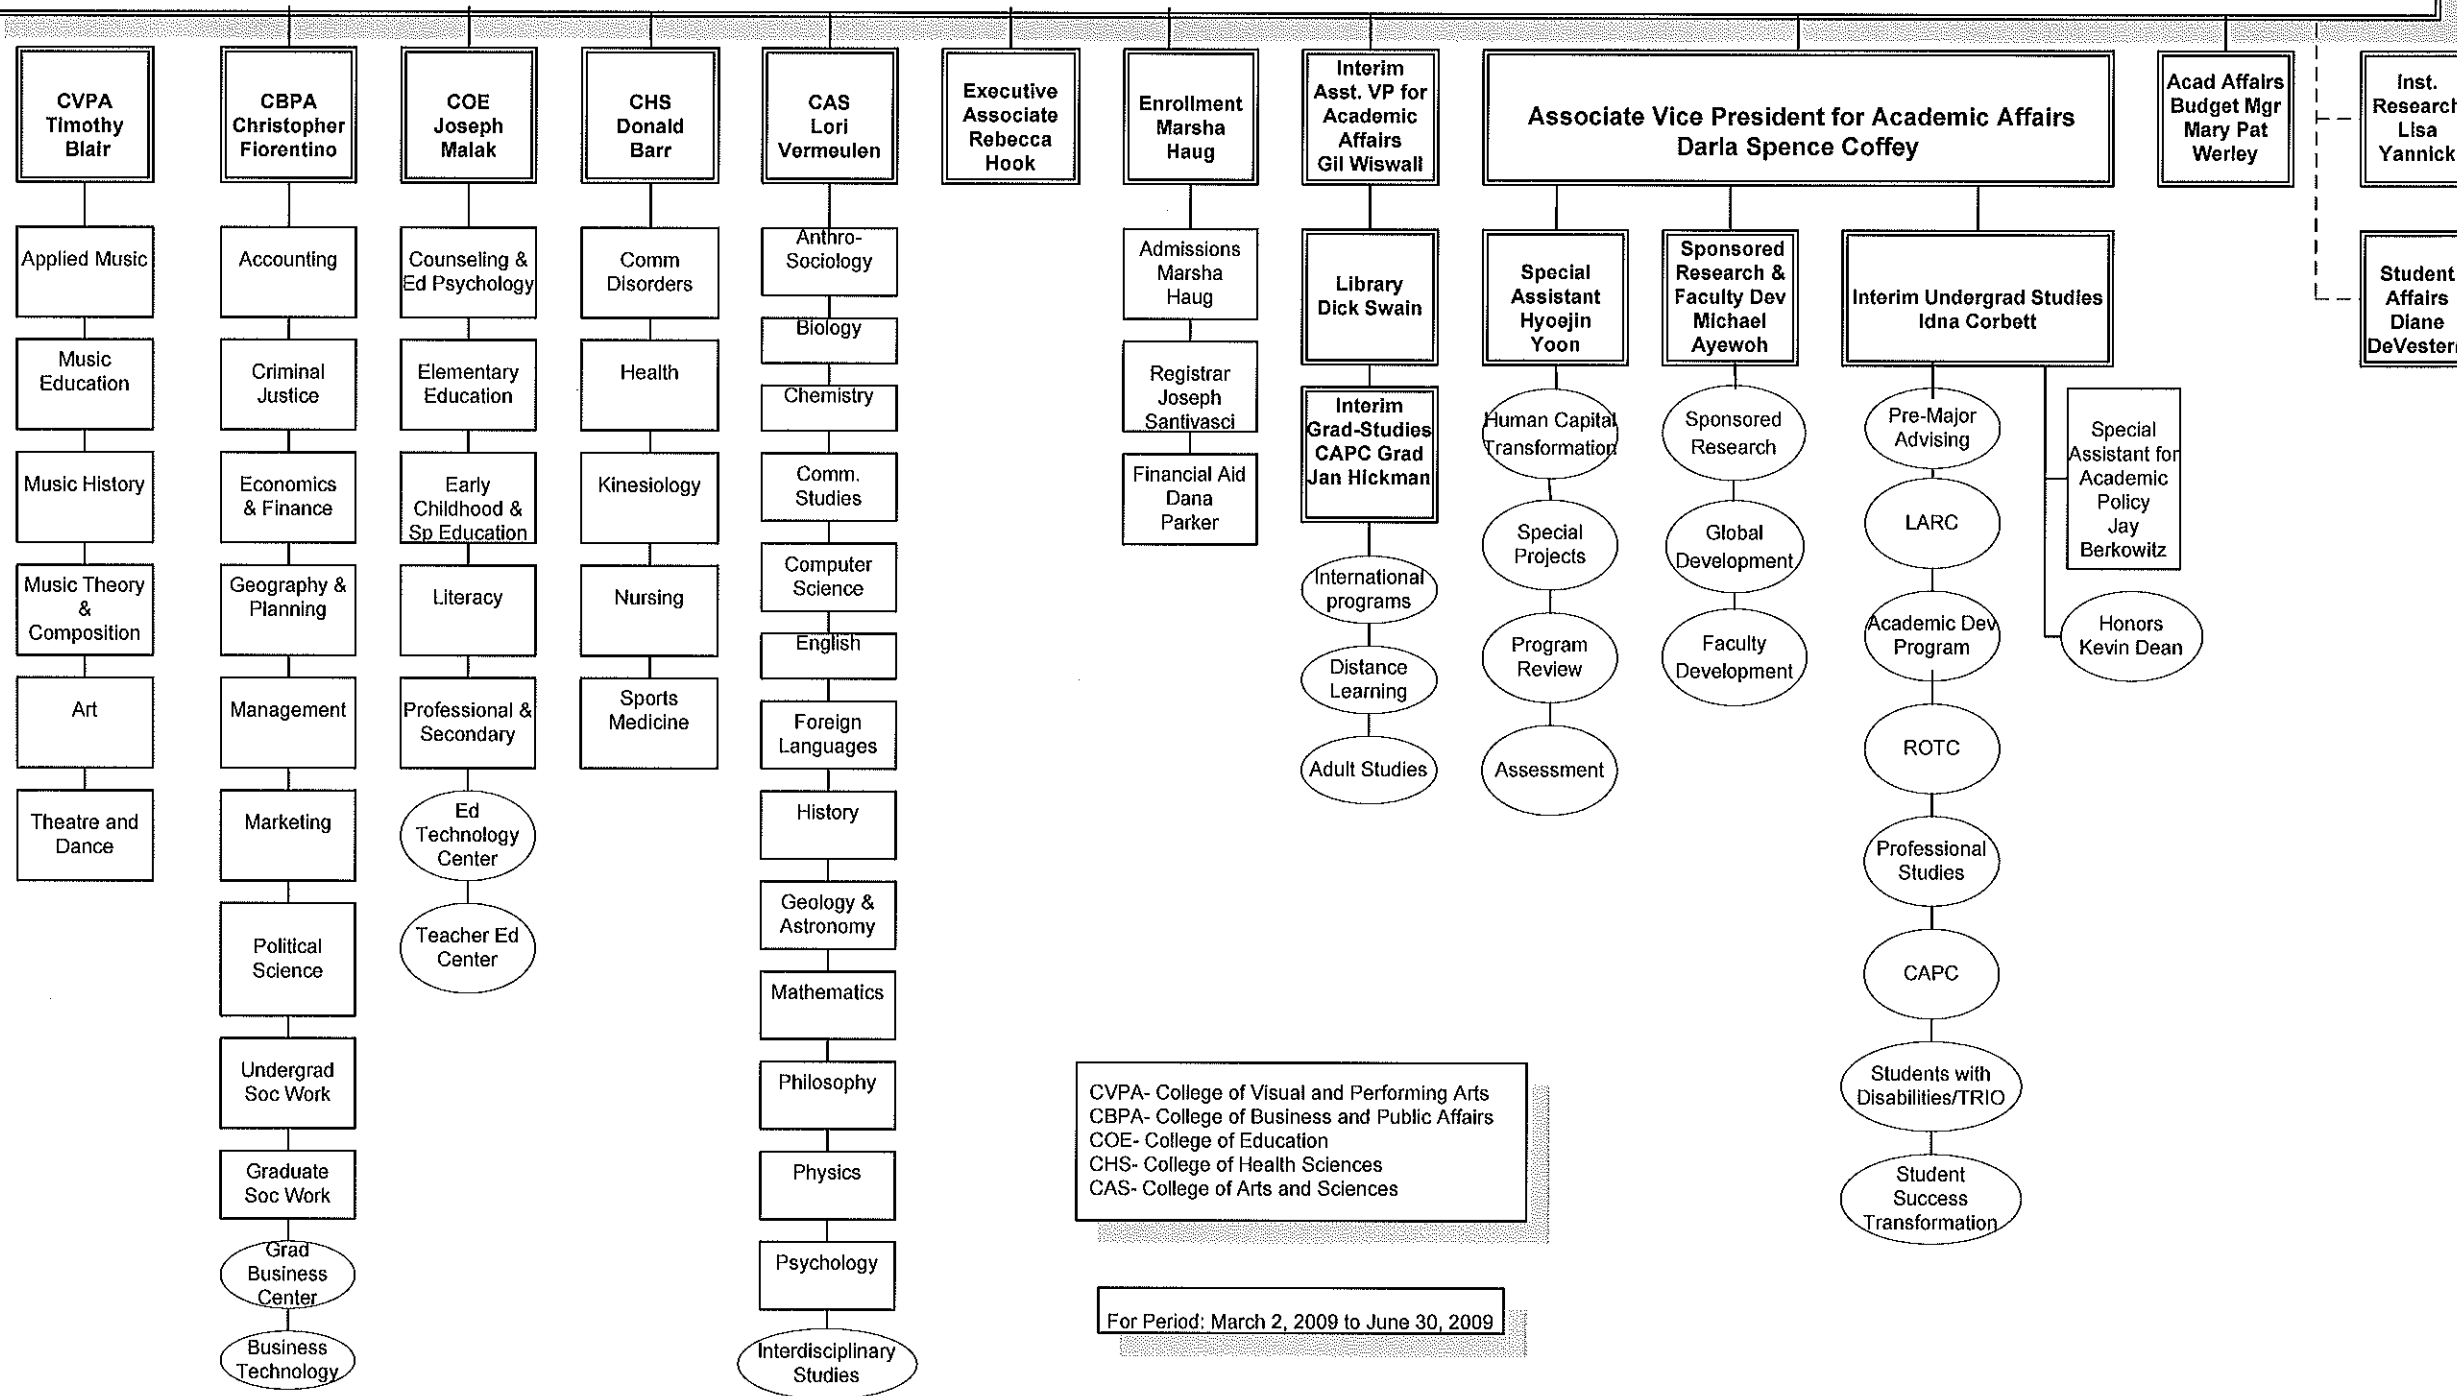 CVPA
Timothy
Blair
Applied Music
Music
Education
Music History
Music Theory
&
Composition
Art
Theatre and
Dance
CBPA
Christopher
Fiorentino
Accounting
Criminal
Justice
Economics
& Finance
Geography &
Planning
Management
Marketing
Political
Science
Undergrad
Soc Work
Graduate
Soc Work
Grad
Business
Center
Business
Technology
COE
Joseph
Malak
Counseling &
Ed Psychology
Elementary
Education
Early
Childhood &
Sp Education
Literacy
Professional &
Secondary
Ed
Technology
Center
Teacher Ed
Center
CHS
Donald
Barr
Comm
Disorders
Health
Kinesiology
Nursing
Sports
Medicine
CAS
Lori
Vermeulen
Anthro-
Sociology
Biology
Chemistry
Comm.
Studies
Computer
Science
English
Foreign
Languages
History
Geology &
Astronomy
Mathematics
Philosophy
Physics
Psychology
Interdisciplinary
Studies
Executive
Associate
Rebecca
Hook
Enrollment
Marsha
Haug
Admissions
Marsha
Haug
Registrar
Joseph
Santivasci
Financial Aid
Dana
Parker
Interim
Asst. VP for
Academic
Affairs
Gil Wiswall
Library
Dick Swain
Interim
Grad-Studies
CAPC Grad
Jan Hickman
International
programs
Distance
Learning
Adult Studies
Associate Vice President for Academic Affairs
Darla Spence Coffey
Special
Assistant
Hyoejin
Yoon
Human Capital
Transformation
Special
Projects
Program
Review
Assessment
Sponsored
Research &
Faculty Dev
Michael
Ayewoh
Sponsored
Research
Global
Development
Faculty
Development
Interim Undergrad Studies
Idna Corbett
Pre-Major
Advising
LARC
Academic Dev
Program
ROTC
Professional
Studies
CAPC
Students with
Disabilities/TRIO
Student
Success
Transformation
Special
Assistant for
Academic
Policy
Jay
Berkowitz
Honors
Kevin Dean
Acad Affairs
Budget Mgr
Mary Pat
Werley
Inst.
Research
Lisa
Yannick
Student
Affairs
Diane
DeVestern
CVPA- College of Visual and Performing Arts
CBPA- College of Business and Public Affairs
COE- College of Education
CHS- College of Health Sciences
CAS- College of Arts and Sciences
For Period: March 2, 2009 to June 30, 2009